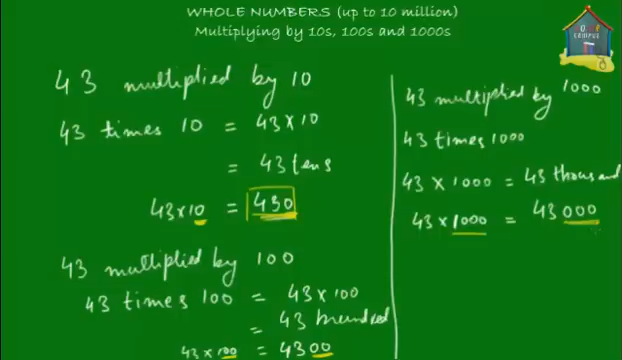 WHOLE NUMBERS (up to 10 million)
Multiplying by 10s, 100s and 1000s
43 multiplied by 10
43 times 10 = 43 × 10
= 43 tens
43 × 10 = 430
43 multiplied by 100
43 times 100 = 43 × 100
= 43 hundred
43 × 100 = 4300
43 multiplied by 1000
43 times 1000
43 × 1000 = 43 thousand
43 × 1000 = 43 000